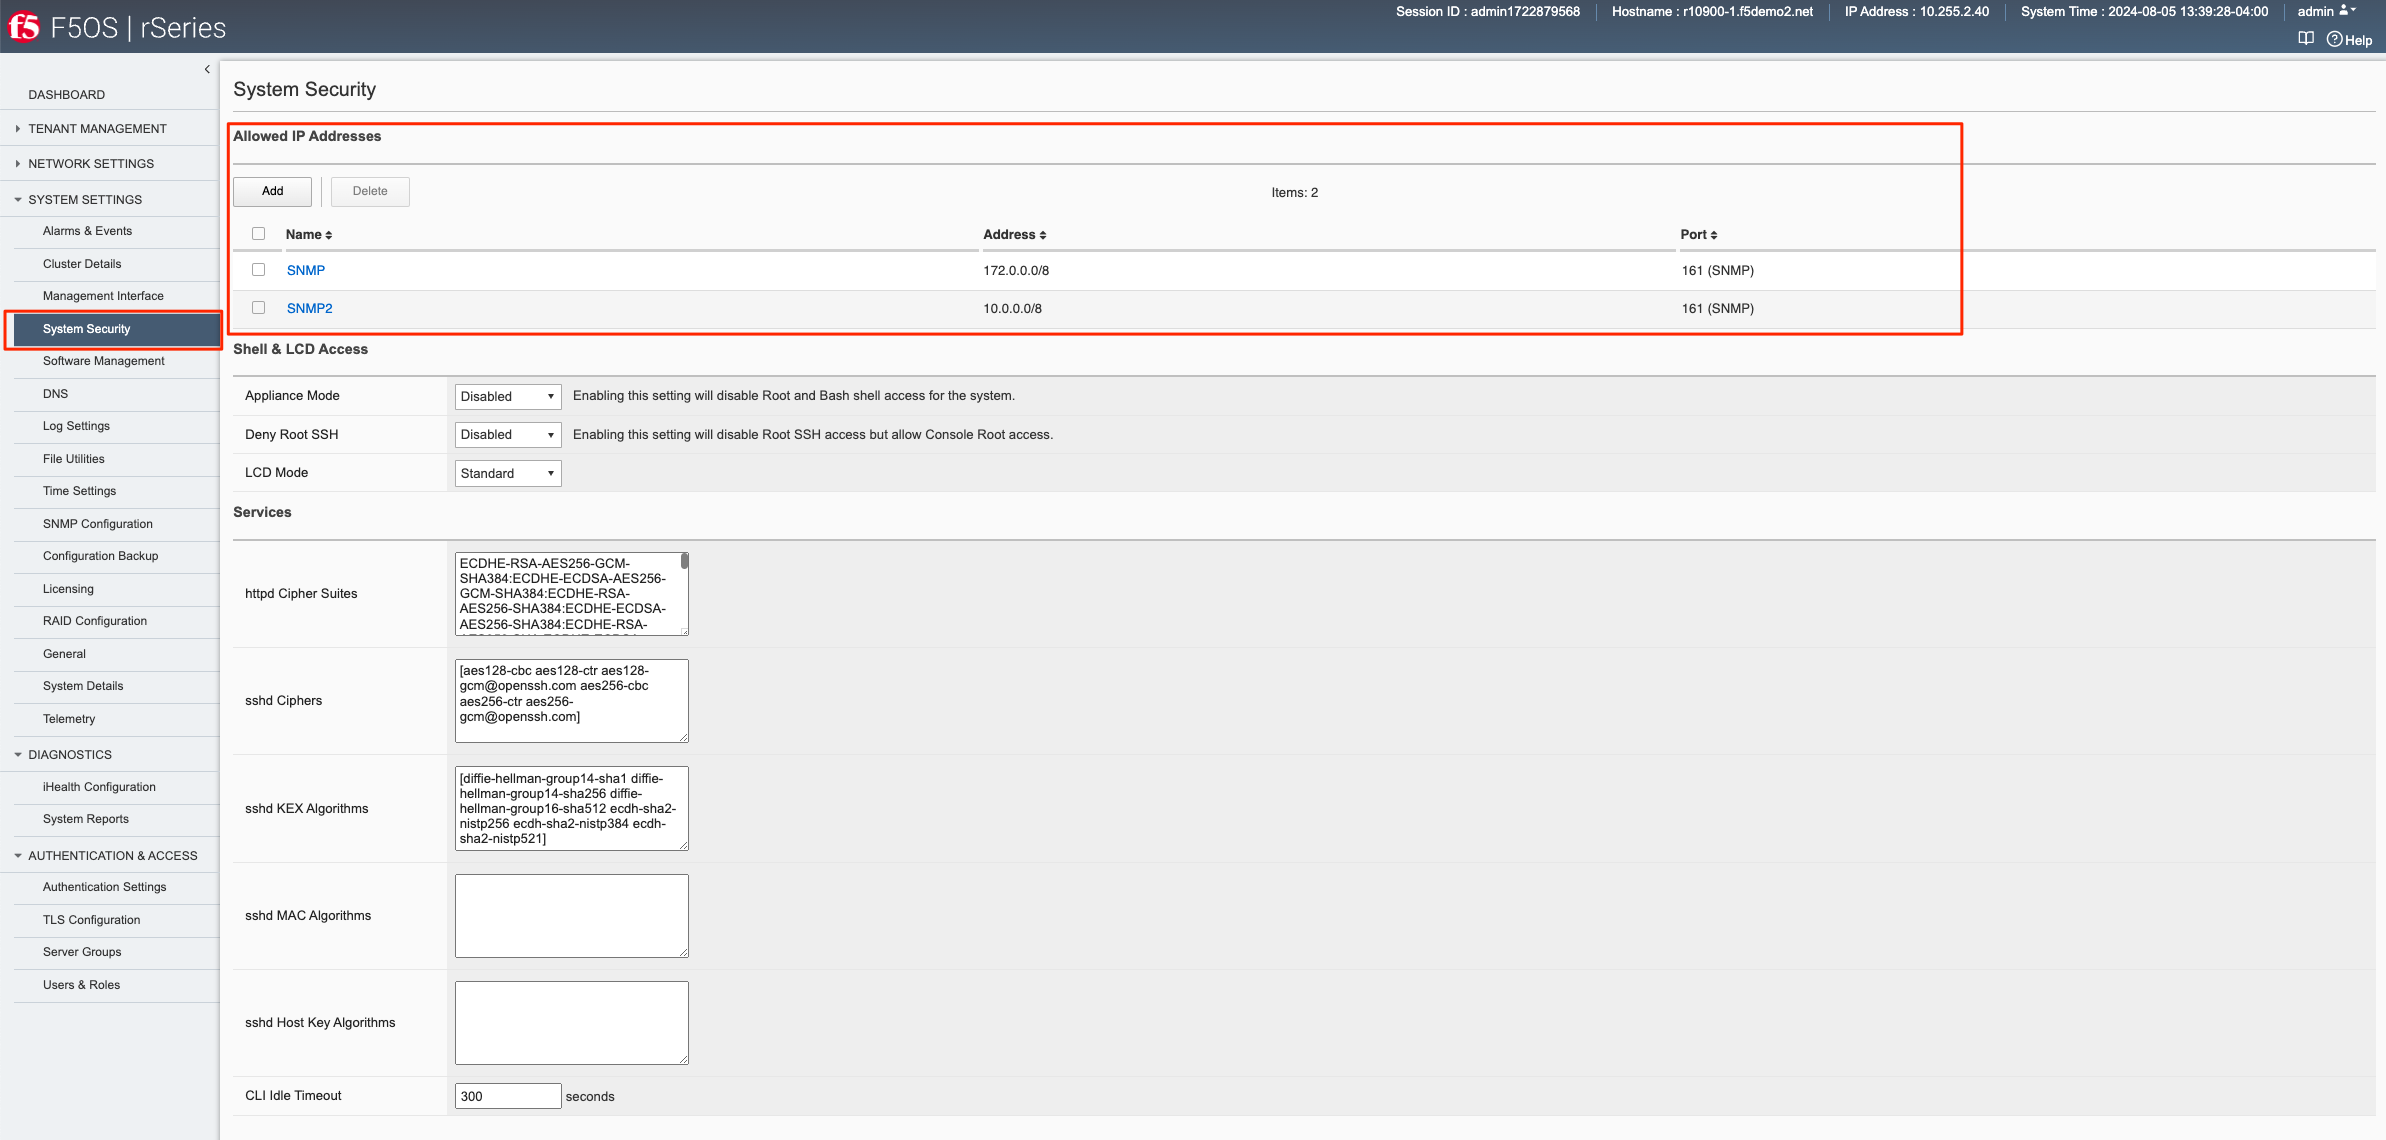 f5 F5OS | rSeries
Session ID : admin1722879568
Hostname : r10900-1.f5demo2.net
IP Address : 10.255.2.40
System Time : 2024-08-05 13:39:28-04:00
admin
Help
DASHBOARD
TENANT MANAGEMENT
NETWORK SETTINGS
SYSTEM SETTINGS
Alarms & Events
Cluster Details
Management Interface
System Security
Software Management
DNS
Log Settings
File Utilities
Time Settings
SNMP Configuration
Configuration Backup
Licensing
RAID Configuration
General
System Details
Telemetry
DIAGNOSTICS
iHealth Configuration
System Reports
AUTHENTICATION & ACCESS
Authentication Settings
TLS Configuration
Server Groups
Users & Roles
System Security
Allowed IP Addresses
Add Delete Items: 2
Name Address Port
SNMP 172.0.0.0/8 161 (SNMP)
SNMP2 10.0.0.0/8 161 (SNMP)
Shell & LCD Access
Appliance Mode Disabled Enabling this setting will disable Root and Bash shell access for the system.
Deny Root SSH Disabled Enabling this setting will disable Root SSH access but allow Console Root access.
LCD Mode Standard
Services
httpd Cipher Suites
ECDHE-RSA-AES256-GCM-
SHA384:ECDHE-ECDSA-AES256-
GCM-SHA384:ECDHE-RSA-
AES256-SHA384:ECDHE-ECDSA-
AES256-SHA384:ECDHE-RSA-
sshd Ciphers
[aes128-cbc aes128-ctr aes128-
gcm@openssh.com aes256-cbc
aes256-ctr aes256-
gcm@openssh.com]
sshd KEX Algorithms
[diffie-hellman-group14-sha1 diffie-
hellman-group14-sha256 diffie-
hellman-group16-sha512 ecdh-sha2-
nistp256 ecdh-sha2-nistp384 ecdh-
sha2-nistp521]
sshd MAC Algorithms
sshd Host Key Algorithms
CLI Idle Timeout 300 seconds